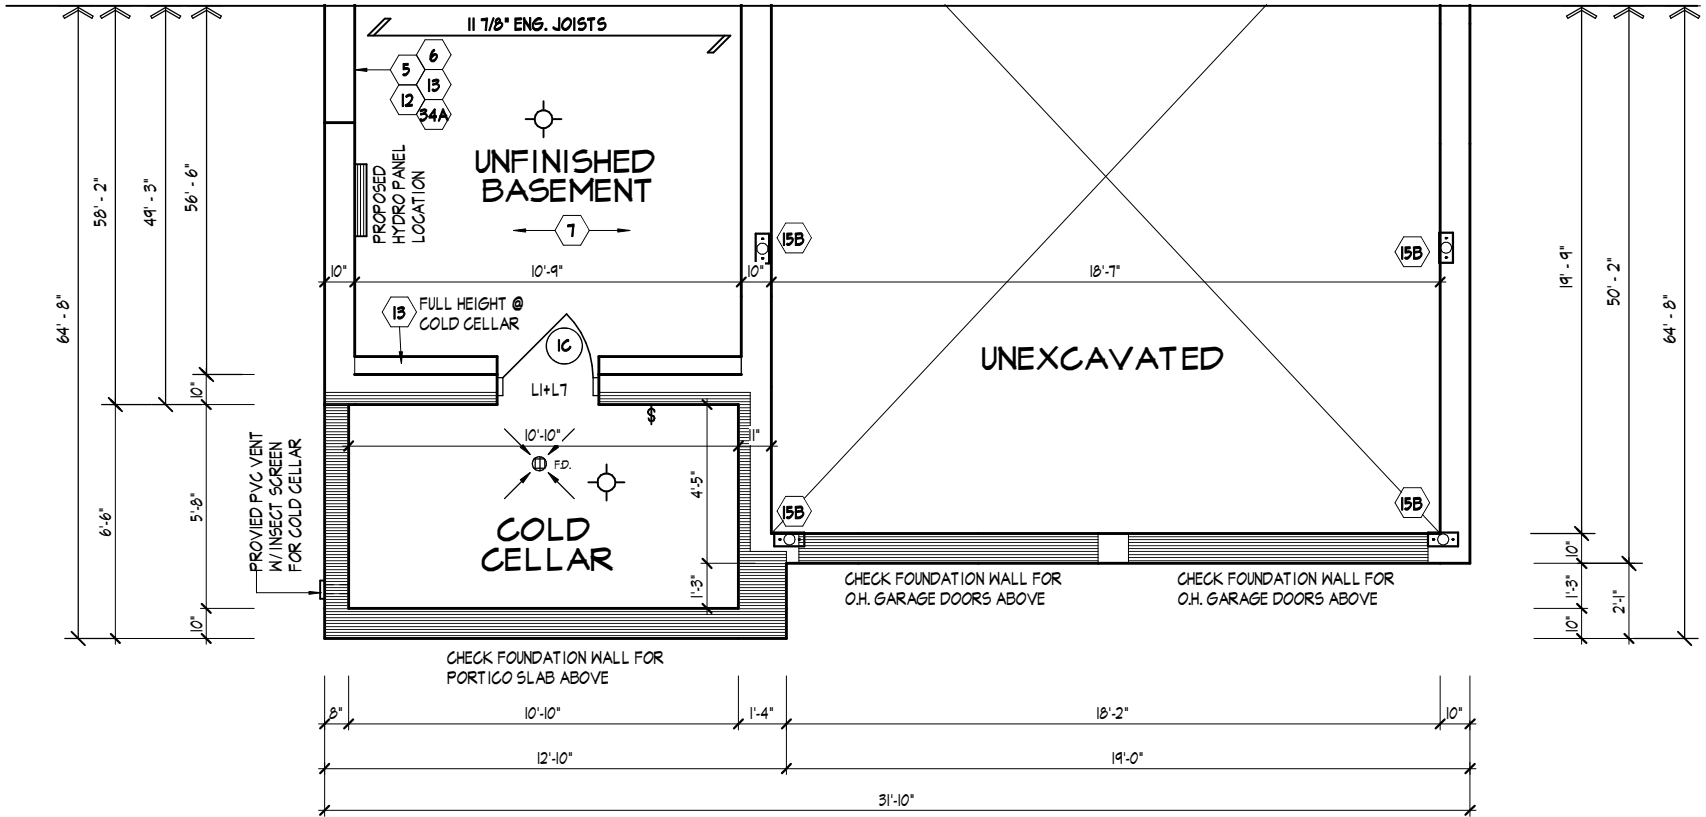 11 7/8" ENG. JOISTS
6
5
13
12
34A
UNFINISHED
BASEMENT
PROPOSED
HYDRO PANEL
LOCATION
7
15B
15B
10"
10'-9"
10"
18'-7"
58' - 2"
49' - 3"
56' - 6"
64' - 8"
19' - 9"
50' - 2"
64' - 8"
13
FULL HEIGHT @
COLD CELLAR
1C
L1+L7
UNEXCAVATED
10"
$
10'-10"
11"
F.D.
4'-5"
PROVIED PVC VENT
W/ INSECT SCREEN
FOR COLD CELLAR
6'-6"
5'-8"
COLD
CELLAR
15B
15B
1'-3"
10"
10"
1'-3"
2'-1"
10"
CHECK FOUNDATION WALL FOR
O.H. GARAGE DOORS ABOVE
CHECK FOUNDATION WALL FOR
O.H. GARAGE DOORS ABOVE
CHECK FOUNDATION WALL FOR
PORTICO SLAB ABOVE
8"
10'-10"
1'-4"
18'-2"
10"
12'-10"
19'-0"
31'-10"